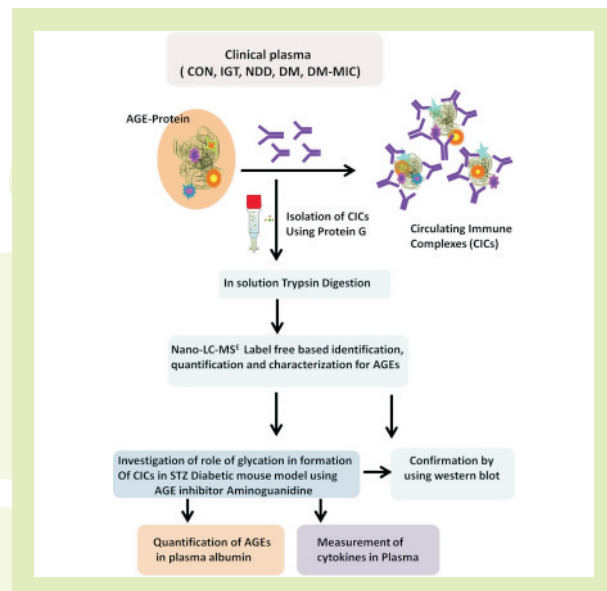 Clinical plasma
( CON, IGT, NDD, DM, DM-MIC)
AGE-Protein
Isolation of CICs
Using Protein G
Circulating Immune
Complexes (CICs)
In solution Trypsin Digestion
Nano-LC-MSᴱ Label free based identification,
quantification and characterization for AGEs
Investigation of role of glycation in formation
Of CICs in STZ Diabetic mouse model using
AGE inhibitor Aminoguanidine
Confirmation by
using western blot
Quantification of AGEs
in plasma albumin
Measurement of
cytokines in Plasma